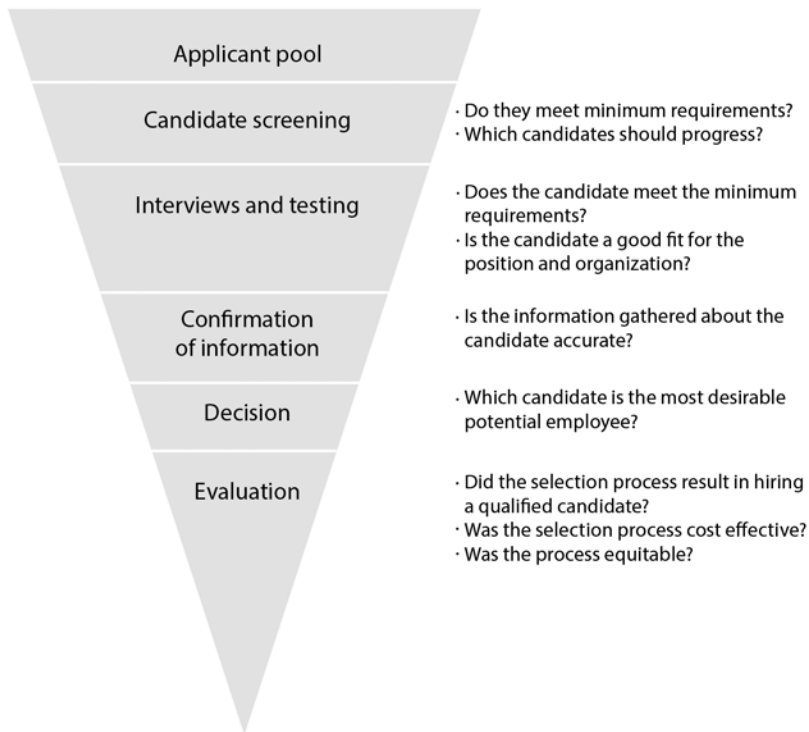 Applicant pool
Candidate screening
· Do they meet minimum requirements?
· Which candidates should progress?
Interviews and testing
· Does the candidate meet the minimum
requirements?
· Is the candidate a good fit for the
position and organization?
Confirmation
of information
· Is the information gathered about the
candidate accurate?
Decision
· Which candidate is the most desirable
potential employee?
Evaluation
· Did the selection process result in hiring
a qualified candidate?
· Was the selection process cost effective?
· Was the process equitable?